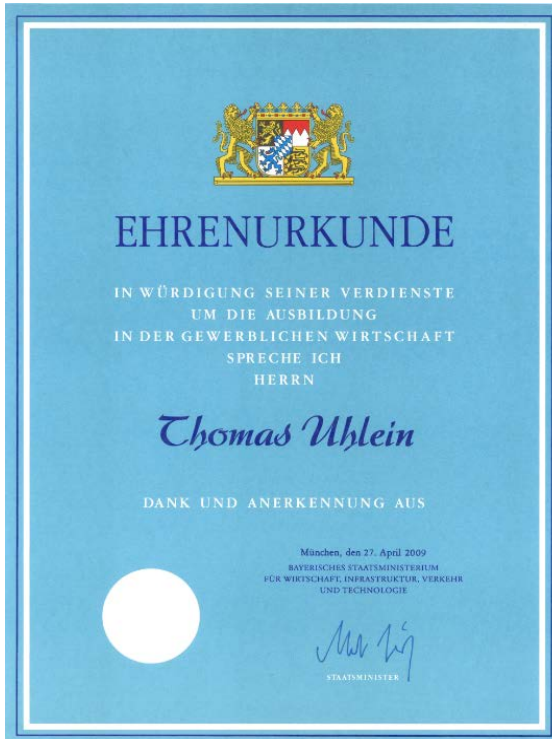 EHRENURKUNDE
IN WÜRDIGUNG SEINER VERDIENSTE
UM DIE AUSBILDUNG
IN DER GEWERBLICHEN WIRTSCHAFT
SPRECHE ICH
HERRN
Thomas Uhlein
DANK UND ANERKENNUNG AUS
München, den 27. April 2009
BAYERISCHES STAATSMINISTERIUM
FÜR WIRTSCHAFT, INFRASTRUKTUR, VERKEHR
UND TECHNOLOGIE
STAATSMINISTER